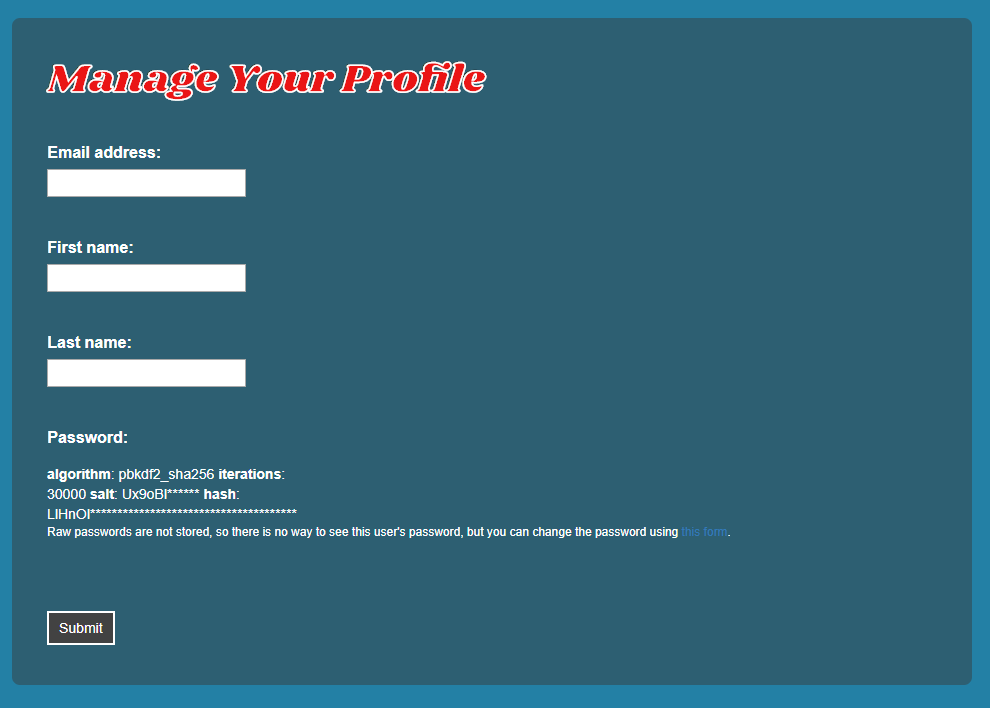 Manage Your Profile
Email address:
First name:
Last name:
Password:
algorithm: pbkdf2_sha256 iterations:
30000 salt: Ux9oBl****** hash:
LIHnOI**************************************
Raw passwords are not stored, so there is no way to see this user's password, but you can change the password using this form.
Submit